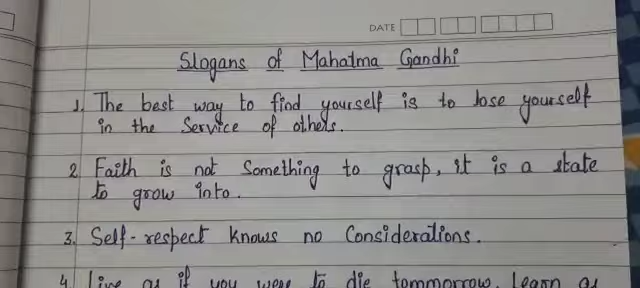 DATE
Slogans of Mahatma Gandhi
1. The best way to find yourself is to lose yourself
in the Service of others.
2. Faith is not Something to grasp, it is a state
to grow into.
3. Self-respect knows no Considerations.
4. Live as if you were to die tommorrow. Learn as